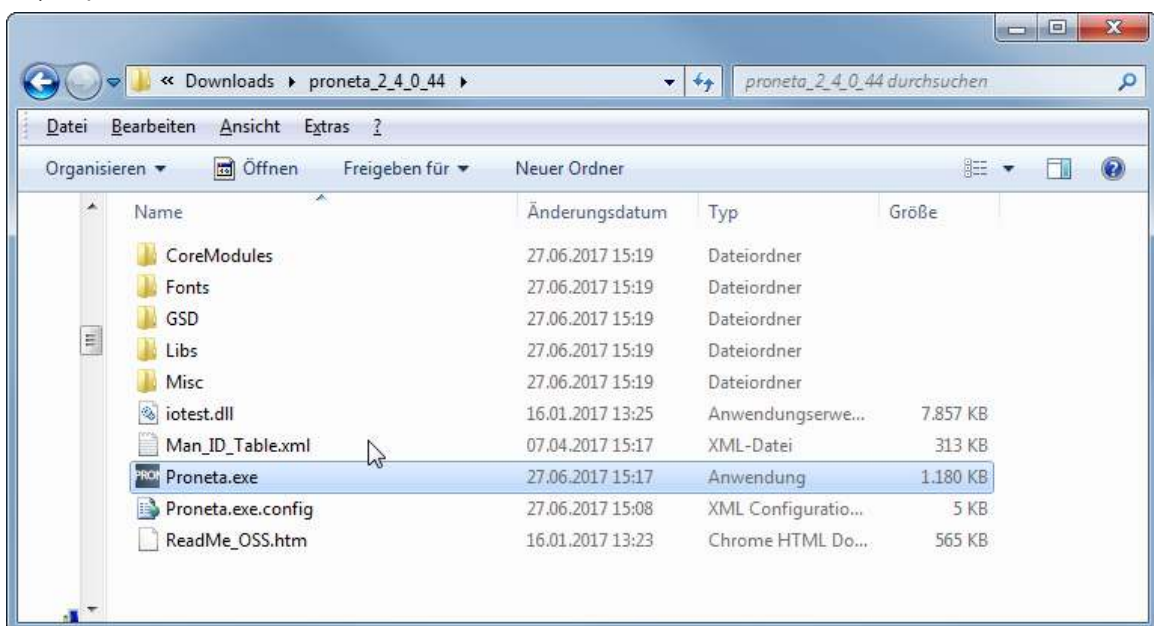 « Downloads ▸ proneta_2_4_0_44 ▸ proneta_2_4_0_44 durchsuchen
Datei Bearbeiten Ansicht Extras ?
Organisieren Öffnen Freigeben für Neuer Ordner
Name Änderungsdatum Typ Größe
CoreModules 27.06.2017 15:19 Dateiordner
Fonts 27.06.2017 15:19 Dateiordner
GSD 27.06.2017 15:19 Dateiordner
Libs 27.06.2017 15:19 Dateiordner
Misc 27.06.2017 15:19 Dateiordner
iotest.dll 16.01.2017 13:25 Anwendungserwe... 7.857 KB
Man_ID_Table.xml 07.04.2017 15:17 XML-Datei 313 KB
PRO Proneta.exe 27.06.2017 15:17 Anwendung 1.180 KB
Proneta.exe.config 27.06.2017 15:08 XML Configuratio... 5 KB
ReadMe_OSS.htm 16.01.2017 13:23 Chrome HTML Do... 565 KB